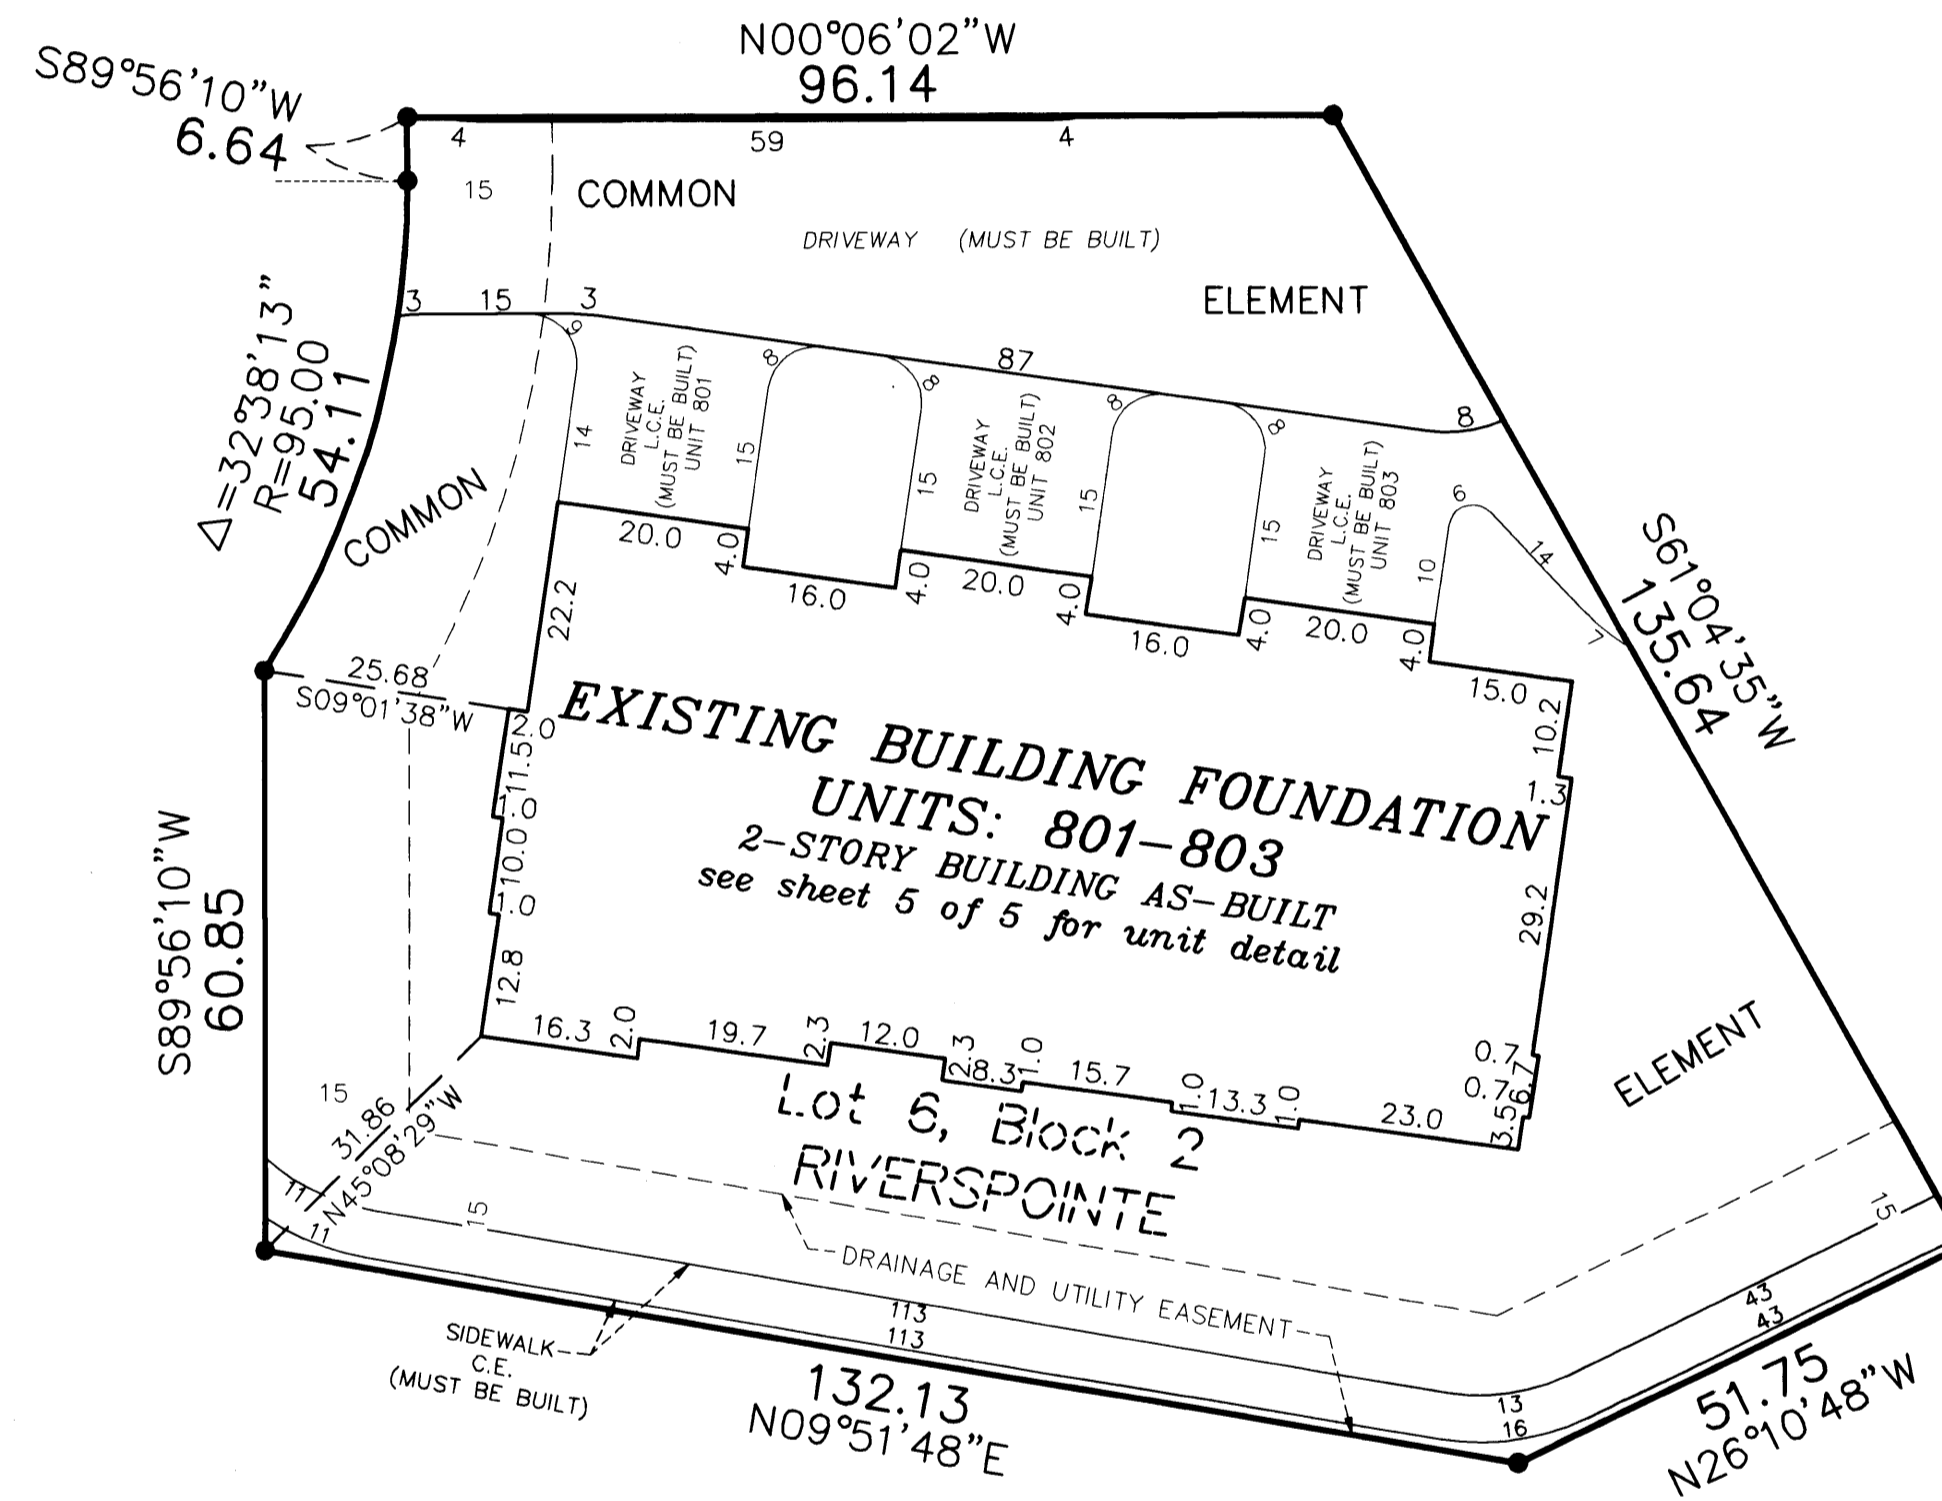 N00°06'02"W
96.14
S89°56'10"W
6.64
4
59
4
15
COMMON
DRIVEWAY (MUST BE BUILT)
ELEMENT
3
15
3
87
8
Δ=32°38'13"
R=95.00
54.11
COMMON
9
14
DRIVEWAY
L.C.E.
(MUST BE BUILT)
UNIT 801
8
15
8
15
DRIVEWAY
L.C.E.
(MUST BE BUILT)
UNIT 802
8
15
8
15
DRIVEWAY
L.C.E.
(MUST BE BUILT)
UNIT 803
6
10
14
7
S61°04'35"W
135.64
20.0
4.0
16.0
4.0
20.0
4.0
16.0
4.0
20.0
4.0
15.0
22.2
25.68
S09°01'38"W
2.0
11.5
1.0
10.0
1.0
12.8
10.2
1.3
29.2
0.7
0.7
6.7
3.5
EXISTING BUILDING FOUNDATION
UNITS: 801-803
2-STORY BUILDING AS-BUILT
see sheet 5 of 5 for unit detail
S89°56'10"W
60.85
16.3
2.0
19.7
2.3
12.0
2.3
8.3
1.0
15.7
1.0
13.3
1.0
23.0
Lot 6, Block 2
RIVERSPOINTE
ELEMENT
15
31.86
N45°08'29"W
11
11
15
15
DRAINAGE AND UTILITY EASEMENT
SIDEWALK
C.E.
(MUST BE BUILT)
113
113
43
43
13
16
132.13
N09°51'48"E
51.75
N26°10'48"W